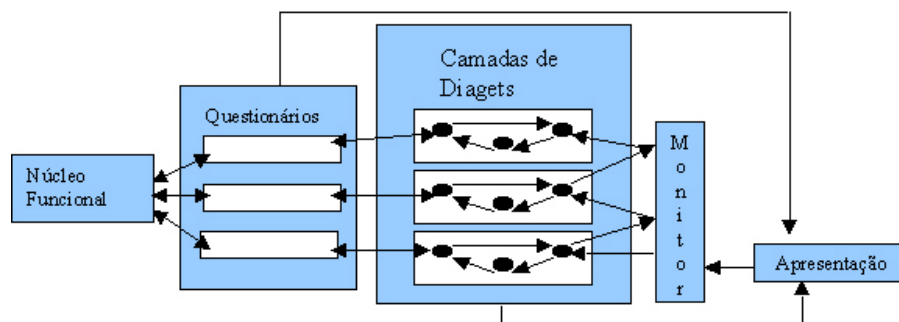 Núcleo
Funcional
Questionários
Camadas de
Diagets
M
o
n
i
t
o
r
Apresentação